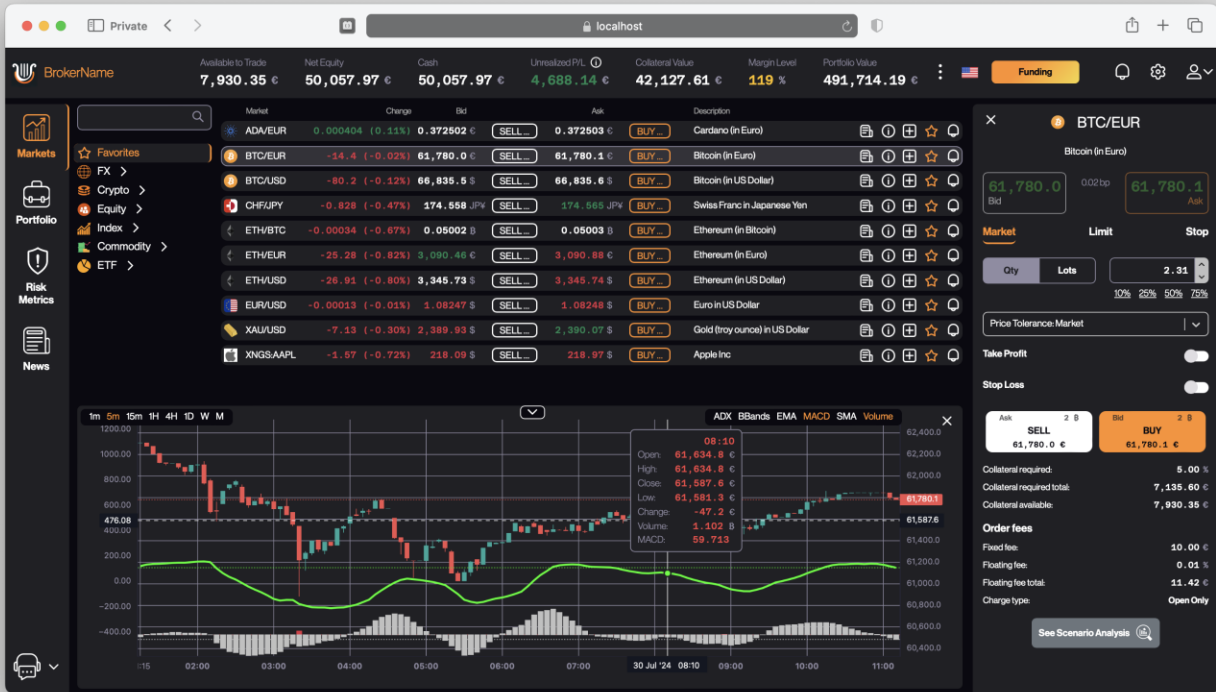 Private
localhost
BrokerName
Available to Trade
7,930.35 €
Net Equity
50,057.97 €
Cash
50,057.97 €
Unrealized P/L
4,688.14 €
Collateral Value
42,127.61 €
Margin Level
119 %
Portfolio Value
491,714.19 €
Funding
Markets
Portfolio
Risk
Metrics
News
Favorites
FX
Crypto
Equity
Index
Commodity
ETF
Market Change Bid Ask Description
ADA/EUR 0.000404 (0.11%) 0.372502 € SELL... 0.372503 € BUY... Cardano (in Euro)
BTC/EUR -14.4 (-0.02%) 61,780.0 € SELL... 61,780.1 € BUY... Bitcoin (in Euro)
BTC/USD -80.2 (-0.12%) 66,835.5 $ SELL... 66,835.6 $ BUY... Bitcoin (in US Dollar)
CHF/JPY -0.828 (-0.47%) 174.558 JP¥ SELL... 174.565 JP¥ BUY... Swiss Franc in Japanese Yen
ETH/BTC -0.00034 (-0.67%) 0.05002 ₿ SELL... 0.05003 ₿ BUY... Ethereum (in Bitcoin)
ETH/EUR -25.28 (-0.82%) 3,090.46 € SELL... 3,090.88 € BUY... Ethereum (in Euro)
ETH/USD -26.91 (-0.80%) 3,345.73 $ SELL... 3,345.74 $ BUY... Ethereum (in US Dollar)
EUR/USD -0.00013 (-0.01%) 1.08247 $ SELL... 1.08248 $ BUY... Euro in US Dollar
XAU/USD -7.13 (-0.30%) 2,389.93 $ SELL... 2,390.07 $ BUY... Gold (troy ounce) in US Dollar
XNGS:AAPL -1.57 (-0.72%) 218.09 $ SELL... 218.97 $ BUY... Apple Inc
1m 5m 15m 1H 4H 1D W M
ADX BBands EMA MACD SMA Volume
1200.00
1000.00
800.00
600.00
476.08
400.00
200.00
0.00
-200.00
-400.00
08:10
Open: 61,634.8 €
High: 61,634.8 €
Close: 61,587.6 €
Low: 61,581.3 €
Change: -47.2 €
Volume: 1.102 ₿
MACD: 59.713
62,400.0
62,200.0
62,000.0
61,780.1
61,587.6
61,400.0
61,200.0
61,000.0
60,800.0
60,600.0
60,400.0
:15 02:00 03:00 04:00 05:00 06:00 07:00 30 Jul '24 08:10 09:00 10:00 11:00
BTC/EUR
Bitcoin (in Euro)
61,780.0
Bid
0.02 bp
61,780.1
Ask
Market Limit Stop
Qty Lots 2.31
10% 25% 50% 75%
Price Tolerance: Market
Take Profit
Stop Loss
Ask 2 ₿
SELL
61,780.0 €
Bid 2 ₿
BUY
61,780.1 €
Collateral required: 5.00 %
Collateral required total: 7,135.60 €
Collateral available: 7,930.35 €
Order fees
Fixed fee: 10.00 €
Floating fee: 0.01 %
Floating fee total: 11.42 €
Charge type: Open Only
See Scenario Analysis